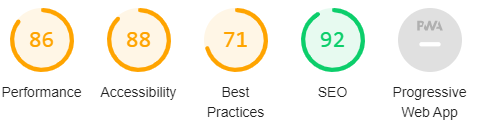 86
88
71
92
PWA
Performance
Accessibility
Best
Practices
SEO
Progressive
Web App